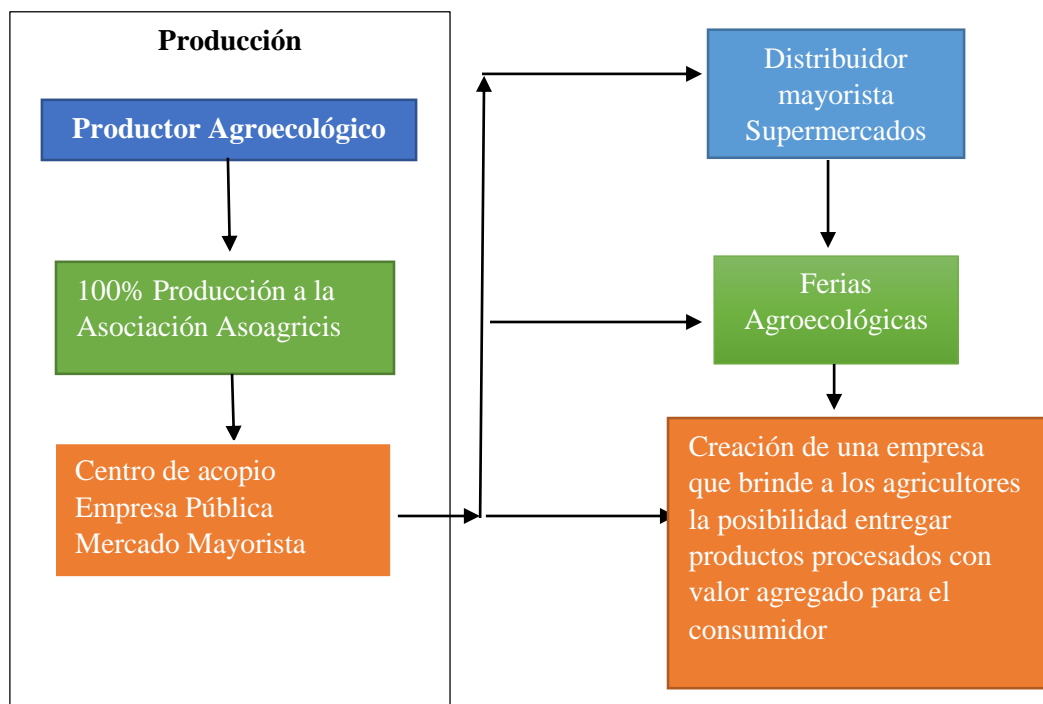 Producción
Productor Agroecológico
100% Producción a la
Asociación Asoagricis
Centro de acopio
Empresa Pública
Mercado Mayorista
Distribuidor
mayorista
Supermercados
Ferias
Agroecológicas
Creación de una empresa
que brinde a los agricultores
la posibilidad entregar
productos procesados con
valor agregado para el
consumidor